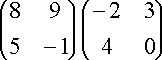 (8 9) (-2 3)
(5 -1) (4 0)